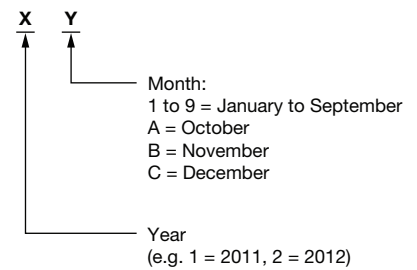 X Y
Month:
1 to 9 = January to September
A = October
B = November
C = December
Year
(e.g. 1 = 2011, 2 = 2012)